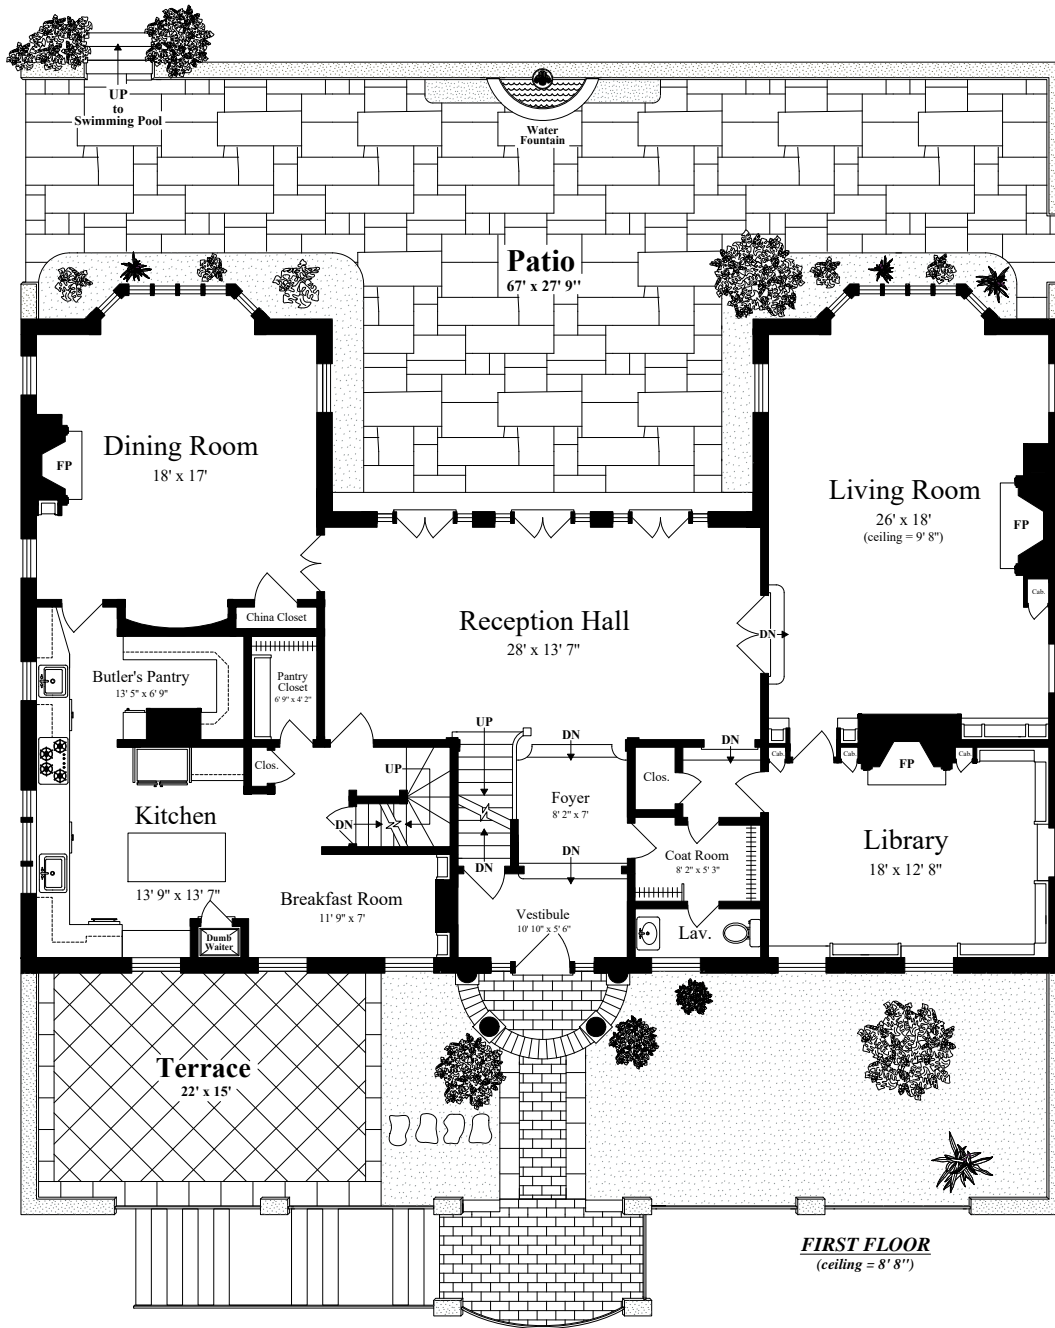 UP
to
Swimming Pool
Water
Fountain
Patio
67' x 27' 9"
Dining Room
18' x 17'
FP
Living Room
26' x 18'
(ceiling = 9' 8")
FP
Cab.
China Closet
Reception Hall
28' x 13' 7"
DN
Butler's Pantry
13' 5" x 6' 9"
Pantry
Closet
6' 9" x 4' 2"
UP
DN
DN
Clos.
UP
Clos.
Cab.
Cab.
Cab.
FP
Foyer
8' 2" x 7'
Kitchen
13' 9" x 13' 7"
DN
DN
DN
Coat Room
8' 2" x 5' 3"
Library
18' x 12' 8"
Breakfast Room
11' 9" x 7'
Vestibule
10' 10" x 5' 6"
Lav.
Dumb
Waiter
Terrace
22' x 15'
FIRST FLOOR
(ceiling = 8' 8")